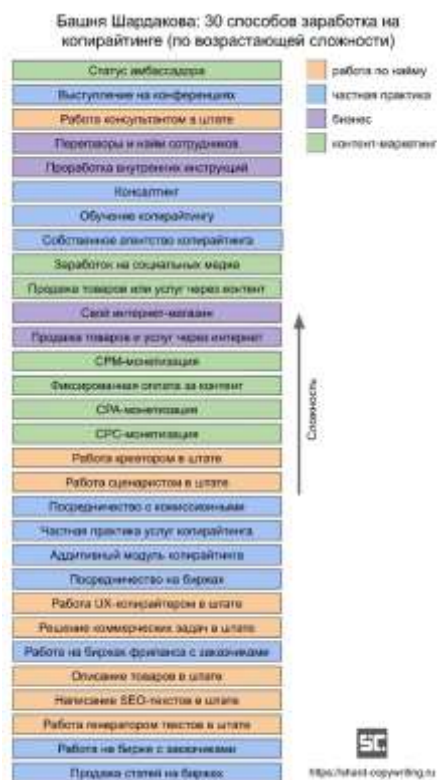 Башня Шардакова: 30 способов заработка на
копирайтинге (по возрастающей сложности)
Статус амбассадора
Выступление на конференциях
Работа консультантом в штате
Переговоры и найм сотрудников
Проработка внутренних инструкций
Консалтинг
Обучение копирайтингу
Собственное агентство копирайтинга
Заработок на социальных медиа
Продажа товаров или услуг через контент
Свой интернет-магазин
Продажа товаров и услуг через интернет
CPM-монетизация
Фиксированная оплата за контент
CPA-монетизация
CPC-монетизация
Работа креатором в штате
Работа сценаристом в штате
Посредничество с комиссионными
Частная практика услуг копирайтинга
Аддитивный модуль копирайтинга
Посредничество на биржах
Работа UX-копирайтером в штате
Решение коммерческих задач в штате
Работа на биржах фриланса с заказчиками
Описание товаров в штате
Написание SEO-текстов в штате
Работа генератором текстов в штате
Работа на бирже с заказчиками
Продажа статей на биржах
работа по найму
частная практика
бизнес
контент-маркетинг
Сложность
SC
https://shard-copywriting.ru